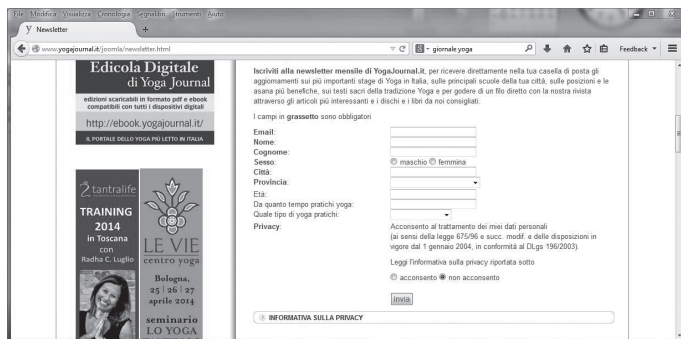 File Modifica Visualizza Cronologia Segnalibri Strumenti Aiuto
Newsletter
+
www.yogajournal.it/joomla/newsletter.html
giornale yoga
Feedback
Edicola Digitale
di Yoga Journal
edizioni scaricabili in formato pdf e ebook
compatibili con tutti i dispositivi digitali
http://ebook.yogajournal.it/
IL PORTALE DELLO YOGA PIÙ LETTO IN ITALIA
tantralife
TRAINING
2014
in Toscana
con
Radha C. Luglio
LE VIE
centro yoga
Bologna,
25 | 26 | 27
aprile 2014
seminario
LO YOGA
Iscriviti alla newsletter mensile di YogaJournal.it, per ricevere direttamente nella tua casella di posta gli
aggiornamenti sui più importanti stage di Yoga in Italia, sulle principali scuole della tua città, sulle posizioni e le
asana più benefiche, sui testi sacri della tradizione Yoga e per godere di un filo diretto con la nostra rivista
attraverso gli articoli più interessanti e i dischi e i libri da noi consigliati.
I campi in grassetto sono obbligatori
Email:
Nome:
Cognome:
Sesso: maschio femmina
Città:
Provincia:
Età:
Da quanto tempo pratichi yoga:
Quale tipo di yoga pratichi:
Privacy: Acconsento al trattamento dei miei dati personali
(ai sensi della legge 675/96 e succ. modif. e delle disposizioni in
vigore dal 1 gennaio 2004, in conformità al DLgs 196/2003).
Leggi l'informativa sulla privacy riportata sotto
acconsento non acconsento
Invia
INFORMATIVA SULLA PRIVACY